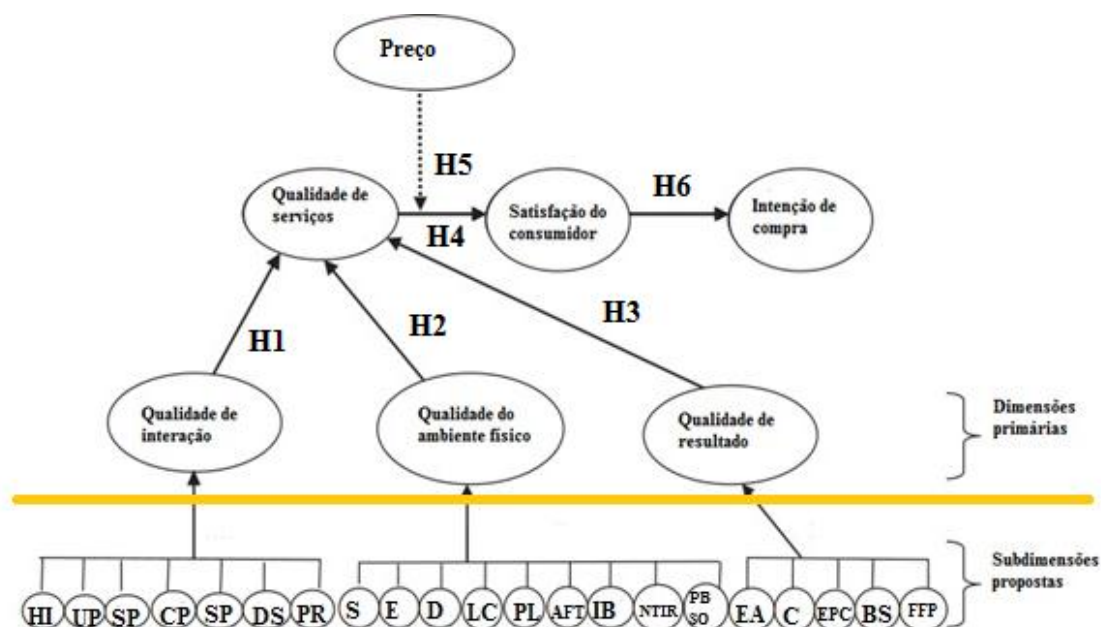 Preço
H5
Qualidade de
serviços
H4
Satisfação do
consumidor
H6
Intenção de
compra
H1
H2
H3
Qualidade de
interação
Qualidade do
ambiente físico
Qualidade de
resultado
Dimensões
primárias
HI UP SP CP SP DS PR S E D LC PL AFT IB NTIR PB
SO
EA C EPC BS FFP
Subdimensões
propostas